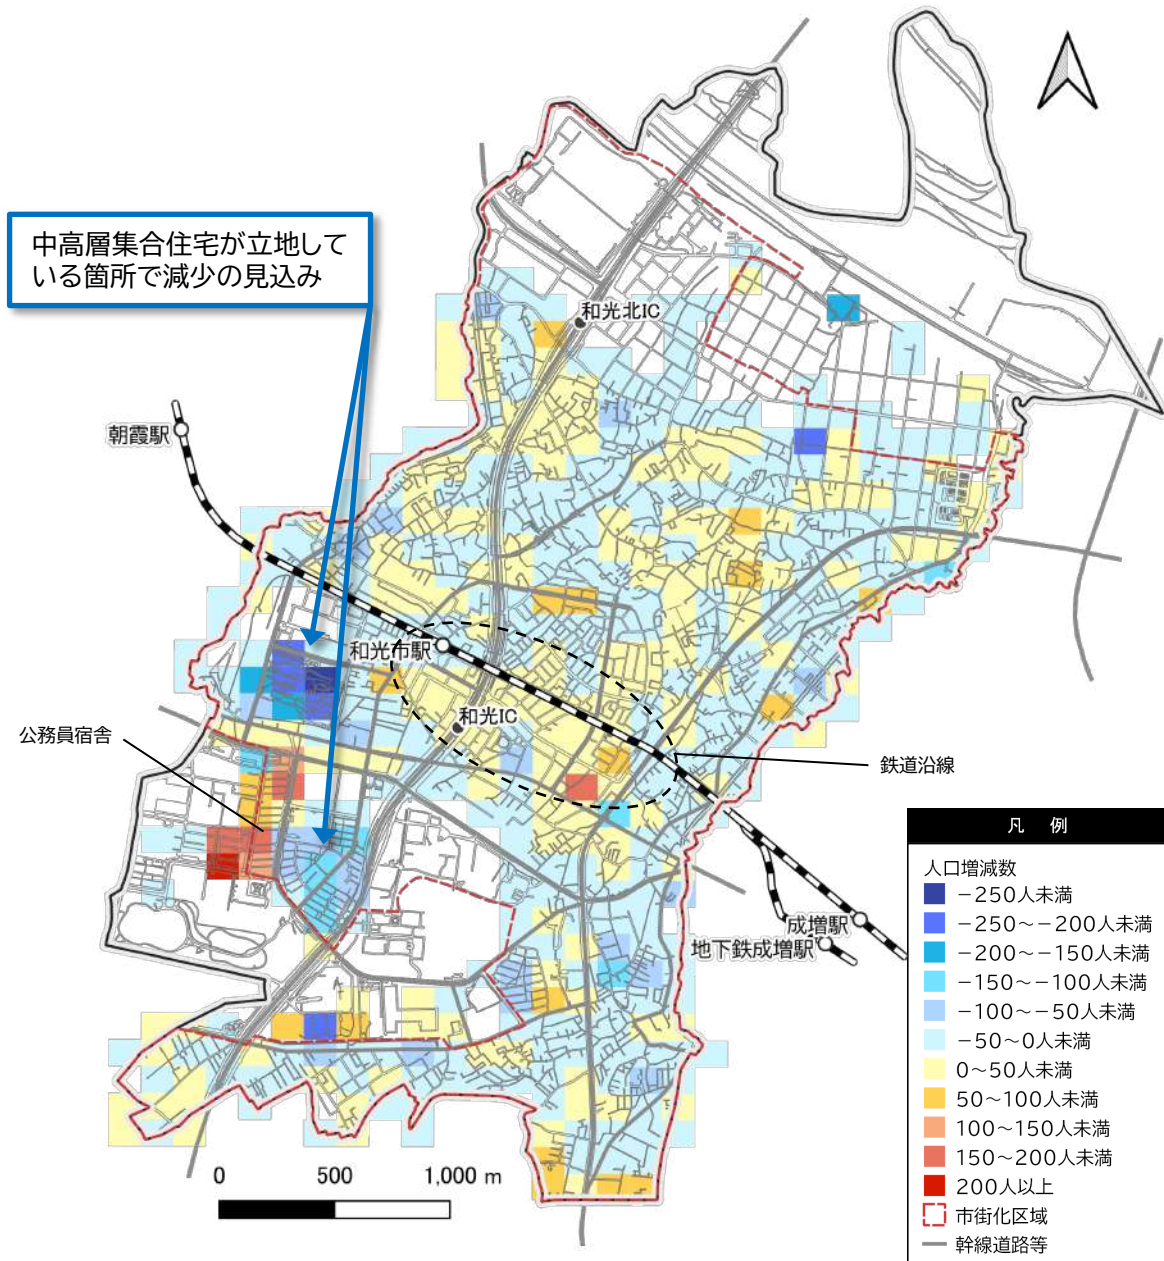 中高層集合住宅が立地して
いる箇所で減少の見込み
和光北IC
朝霞駅
和光市駅
和光IC
公務員宿舎
鉄道沿線
成増駅
地下鉄成増駅
凡 例
人口増減数
－250人未満
－250～－200人未満
－200～－150人未満
－150～－100人未満
－100～－50人未満
－50～0人未満
0～50人未満
50～100人未満
100～150人未満
150～200人未満
200人以上
市街化区域
幹線道路等
0 500 1,000 m